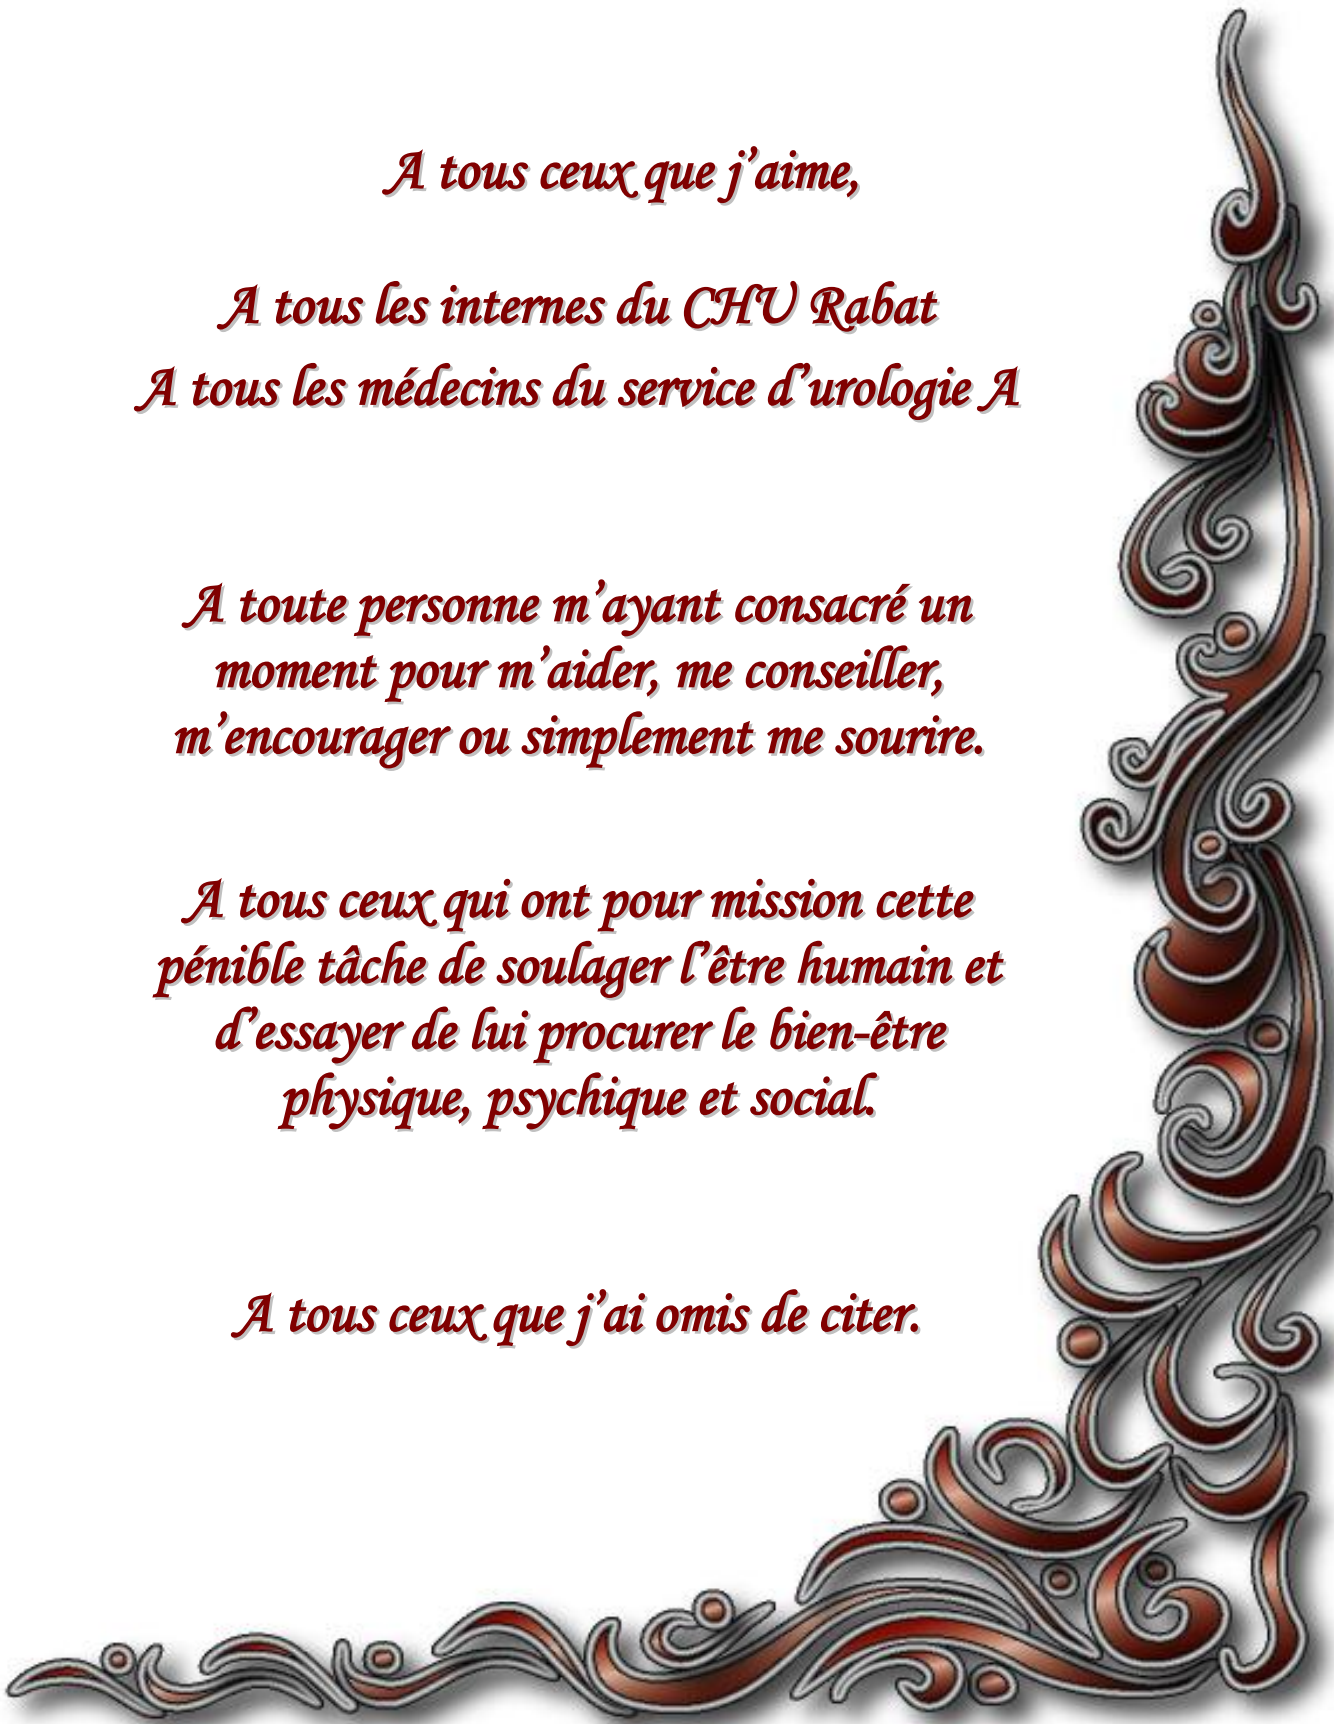 A tous ceux que j’aime,
A tous les internes du CHU Rabat
A tous les médecins du service d’urologie A
A toute personne m’ayant consacré un
moment pour m’aider, me conseiller,
m’encourager ou simplement me sourire.
A tous ceux qui ont pour mission cette
pénible tâche de soulager l’être humain et
d’essayer de lui procurer le bien-être
physique, psychique et social.
A tous ceux que j’ai omis de citer.